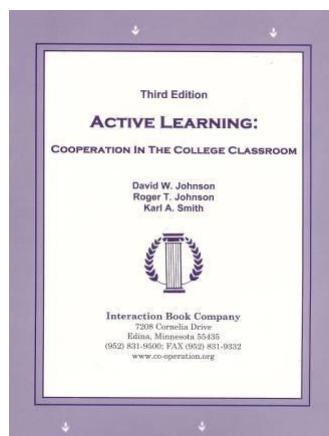 Third Edition
ACTIVE LEARNING:
COOPERATION IN THE COLLEGE CLASSROOM
David W. Johnson
Roger T. Johnson
Karl A. Smith
Interaction Book Company
7208 Cornelia Drive
Edina, Minnesota 55435
(952) 831-9500; FAX (952) 831-9332
www.co-operation.org